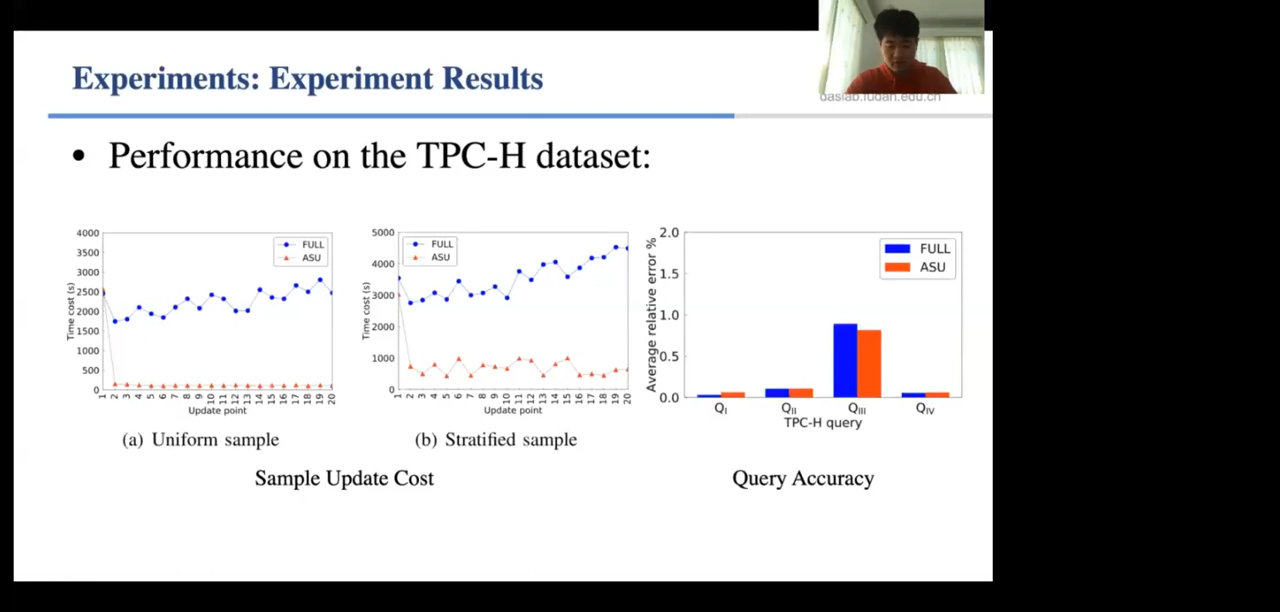 Experiments: Experiment Results
daslab.fudan.edu.cn
• Performance on the TPC-H dataset:
4000
3500
3000
2500
2000
1500
1000
500
0
Time cost (s)
FULL
ASU
1 2 3 4 5 6 7 8 9 10 11 12 13 14 15 16 17 18 19 20
Update point
(a) Uniform sample
5000
4000
3000
2000
1000
0
Time cost (s)
FULL
ASU
1 2 3 4 5 6 7 8 9 10 11 12 13 14 15 16 17 18 19 20
Update point
(b) Stratified sample
Sample Update Cost
2.0
1.5
1.0
0.5
0.0
Average relative error %
FULL
ASU
QI QII QIII QIV
TPC-H query
Query Accuracy